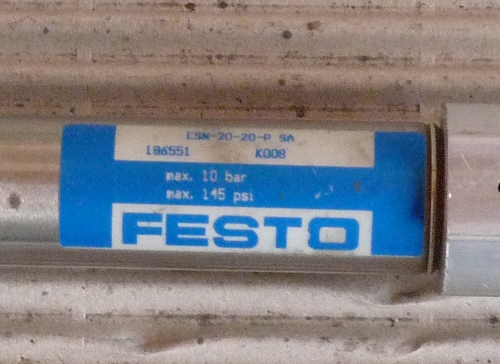 ESN-20-20-P SA
186551 K008
max. 10 bar
max. 145 psi
FESTO